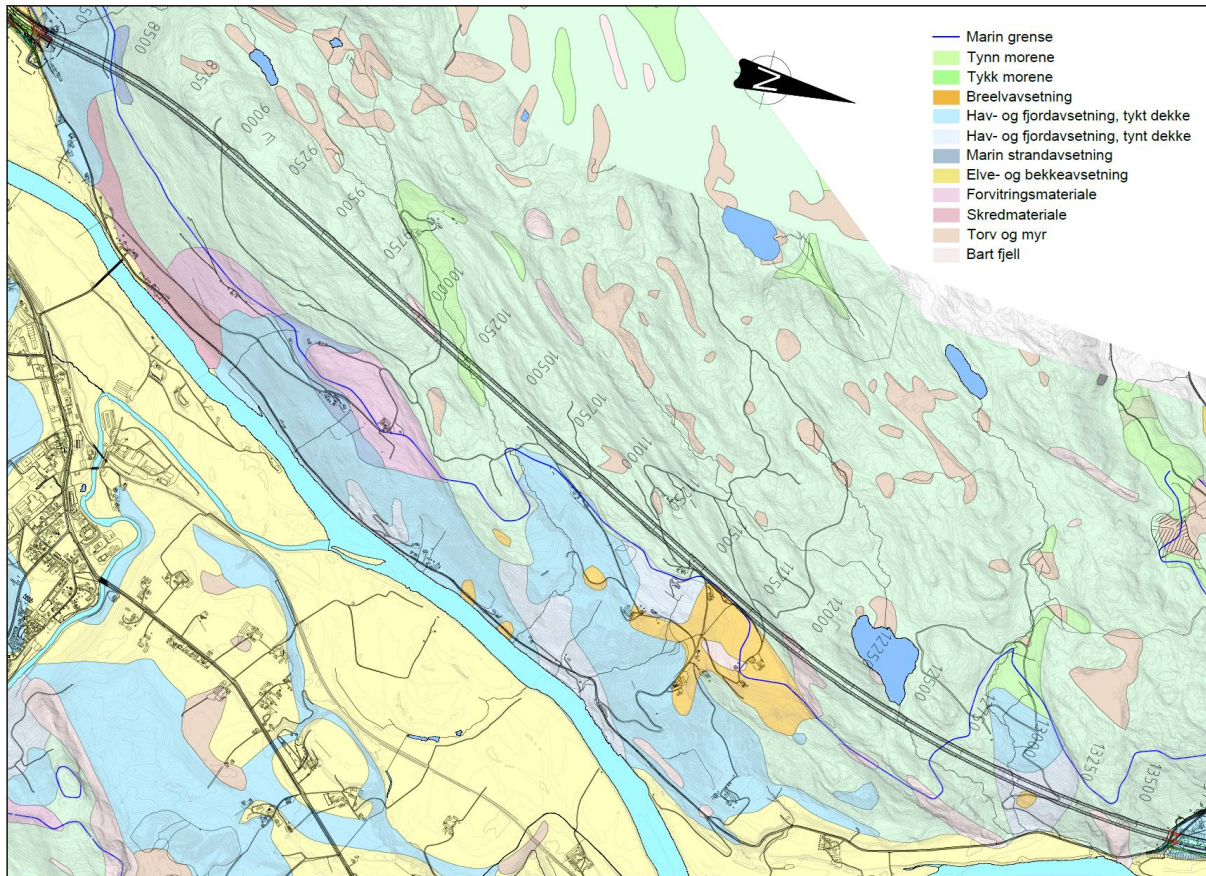 Marin grense
Tynn morene
Tykk morene
Breelvavsetning
Hav- og fjordavsetning, tykt dekke
Hav- og fjordavsetning, tynt dekke
Marin strandavsetning
Elve- og bekkeavsetning
Forvitringsmateriale
Skredmateriale
Torv og myr
Bart fjell
N
8500
8750
9000
9250
9500
9750
10000
10250
10500
10750
11000
11250
11500
11750
12000
12250
12500
12750
13000
13250
13500